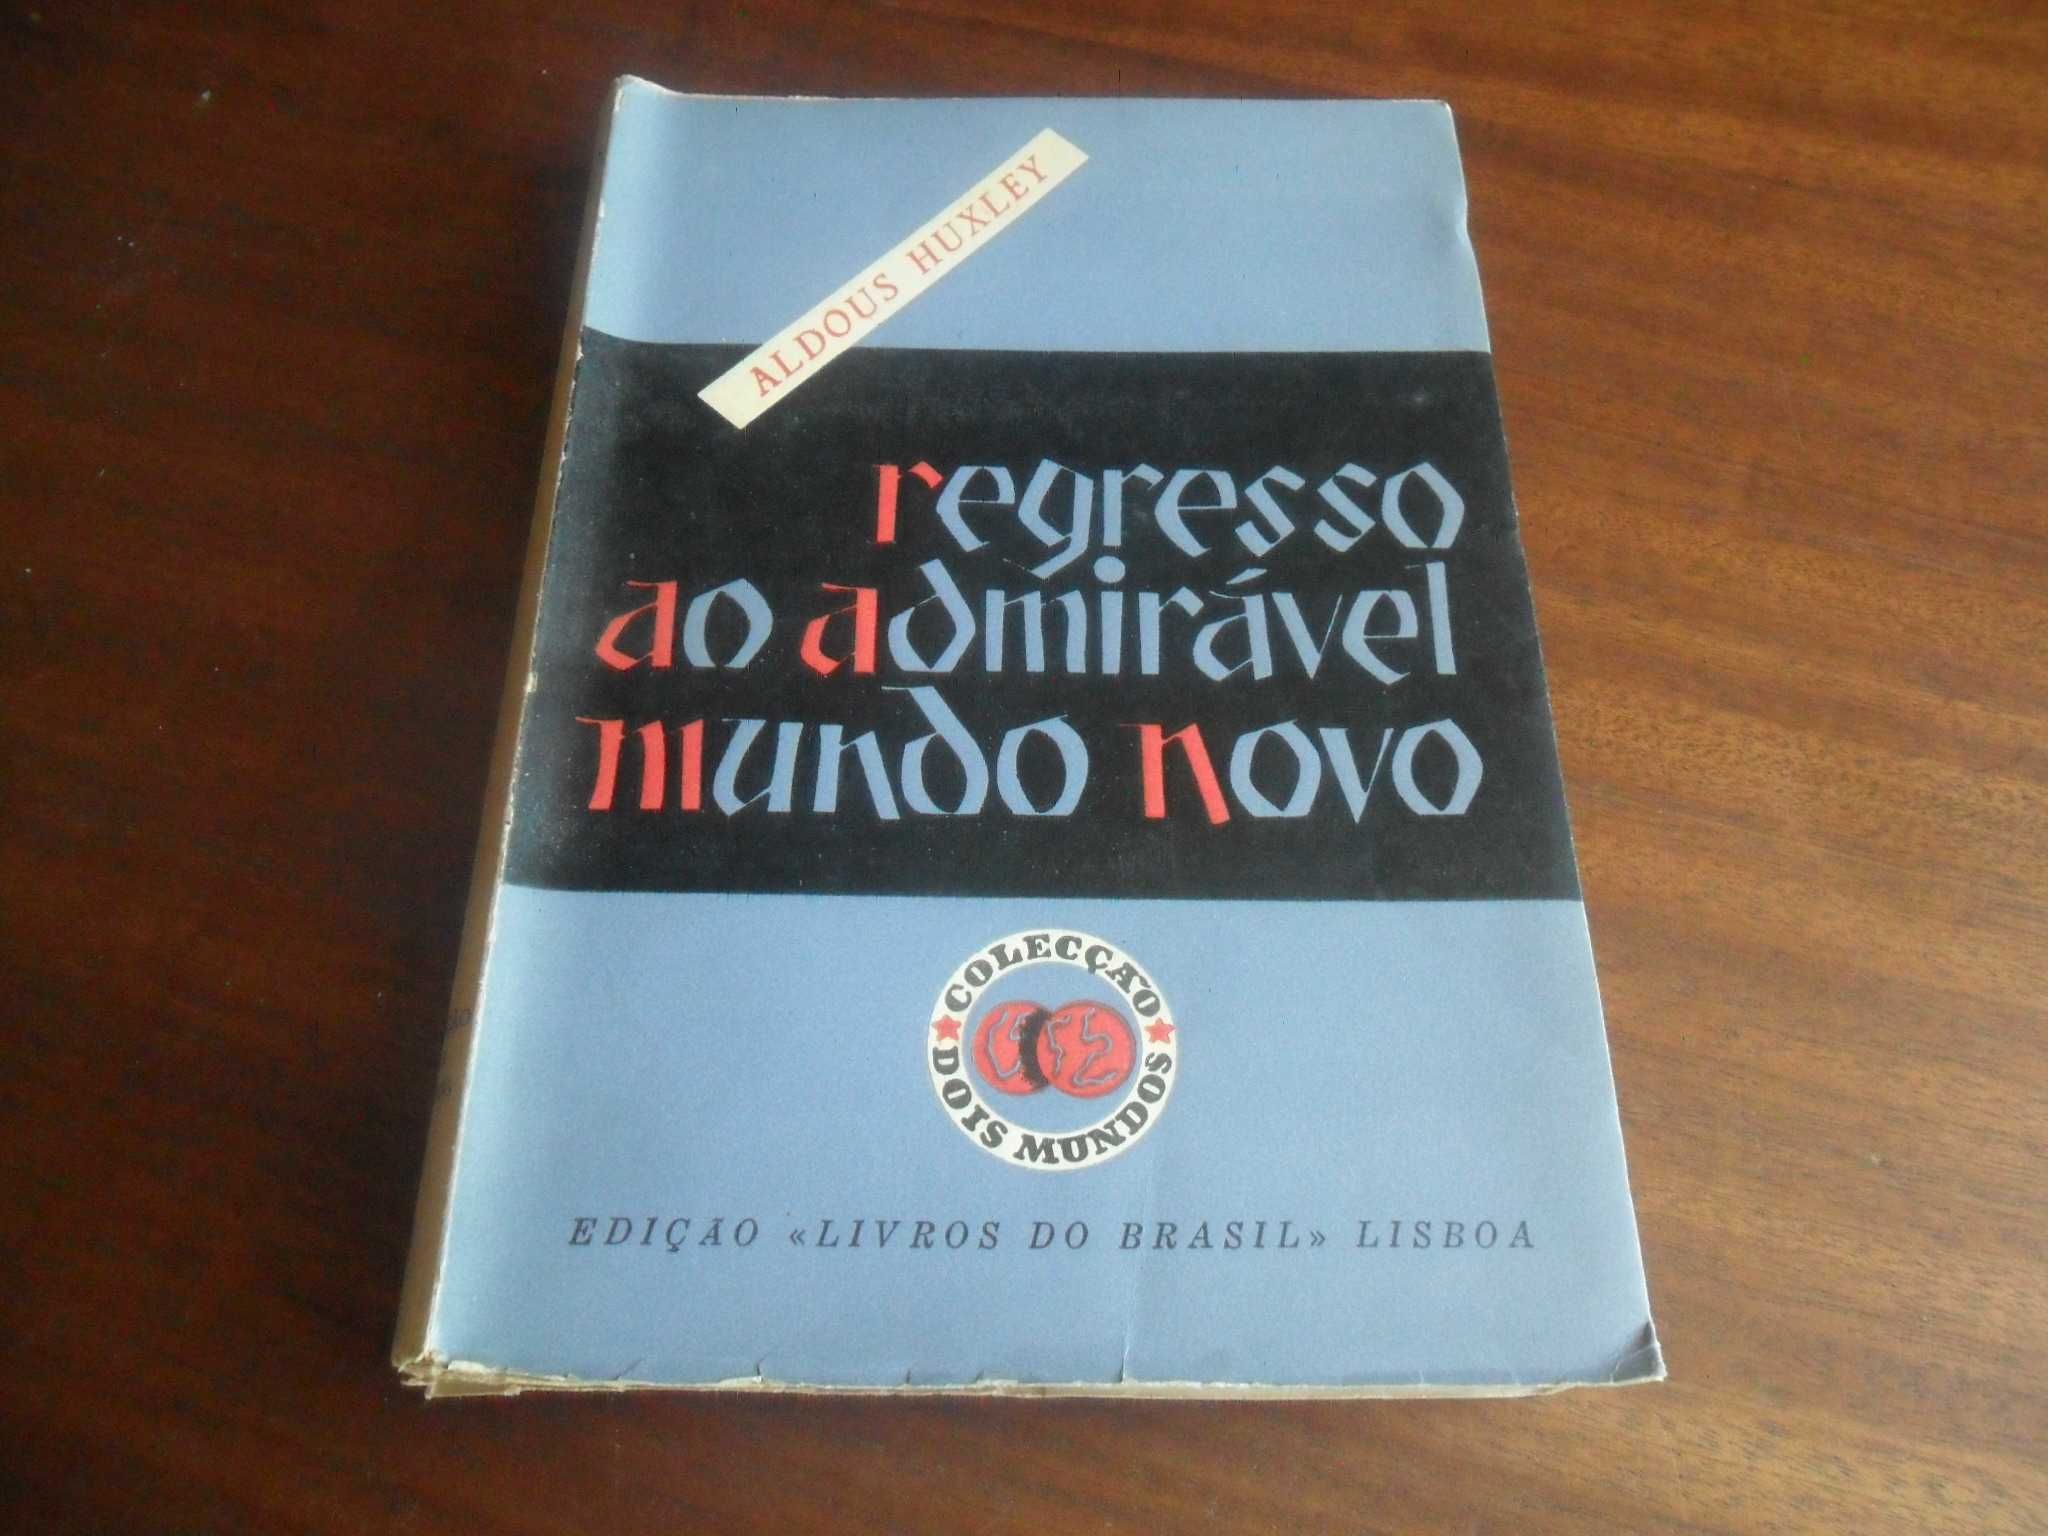 ALDOUS HUXLEY
regresso
ao admirável
mundo novo
COLECÇÃO
DOIS MUNDOS
EDIÇÃO «LIVROS DO BRASIL» LISBOA